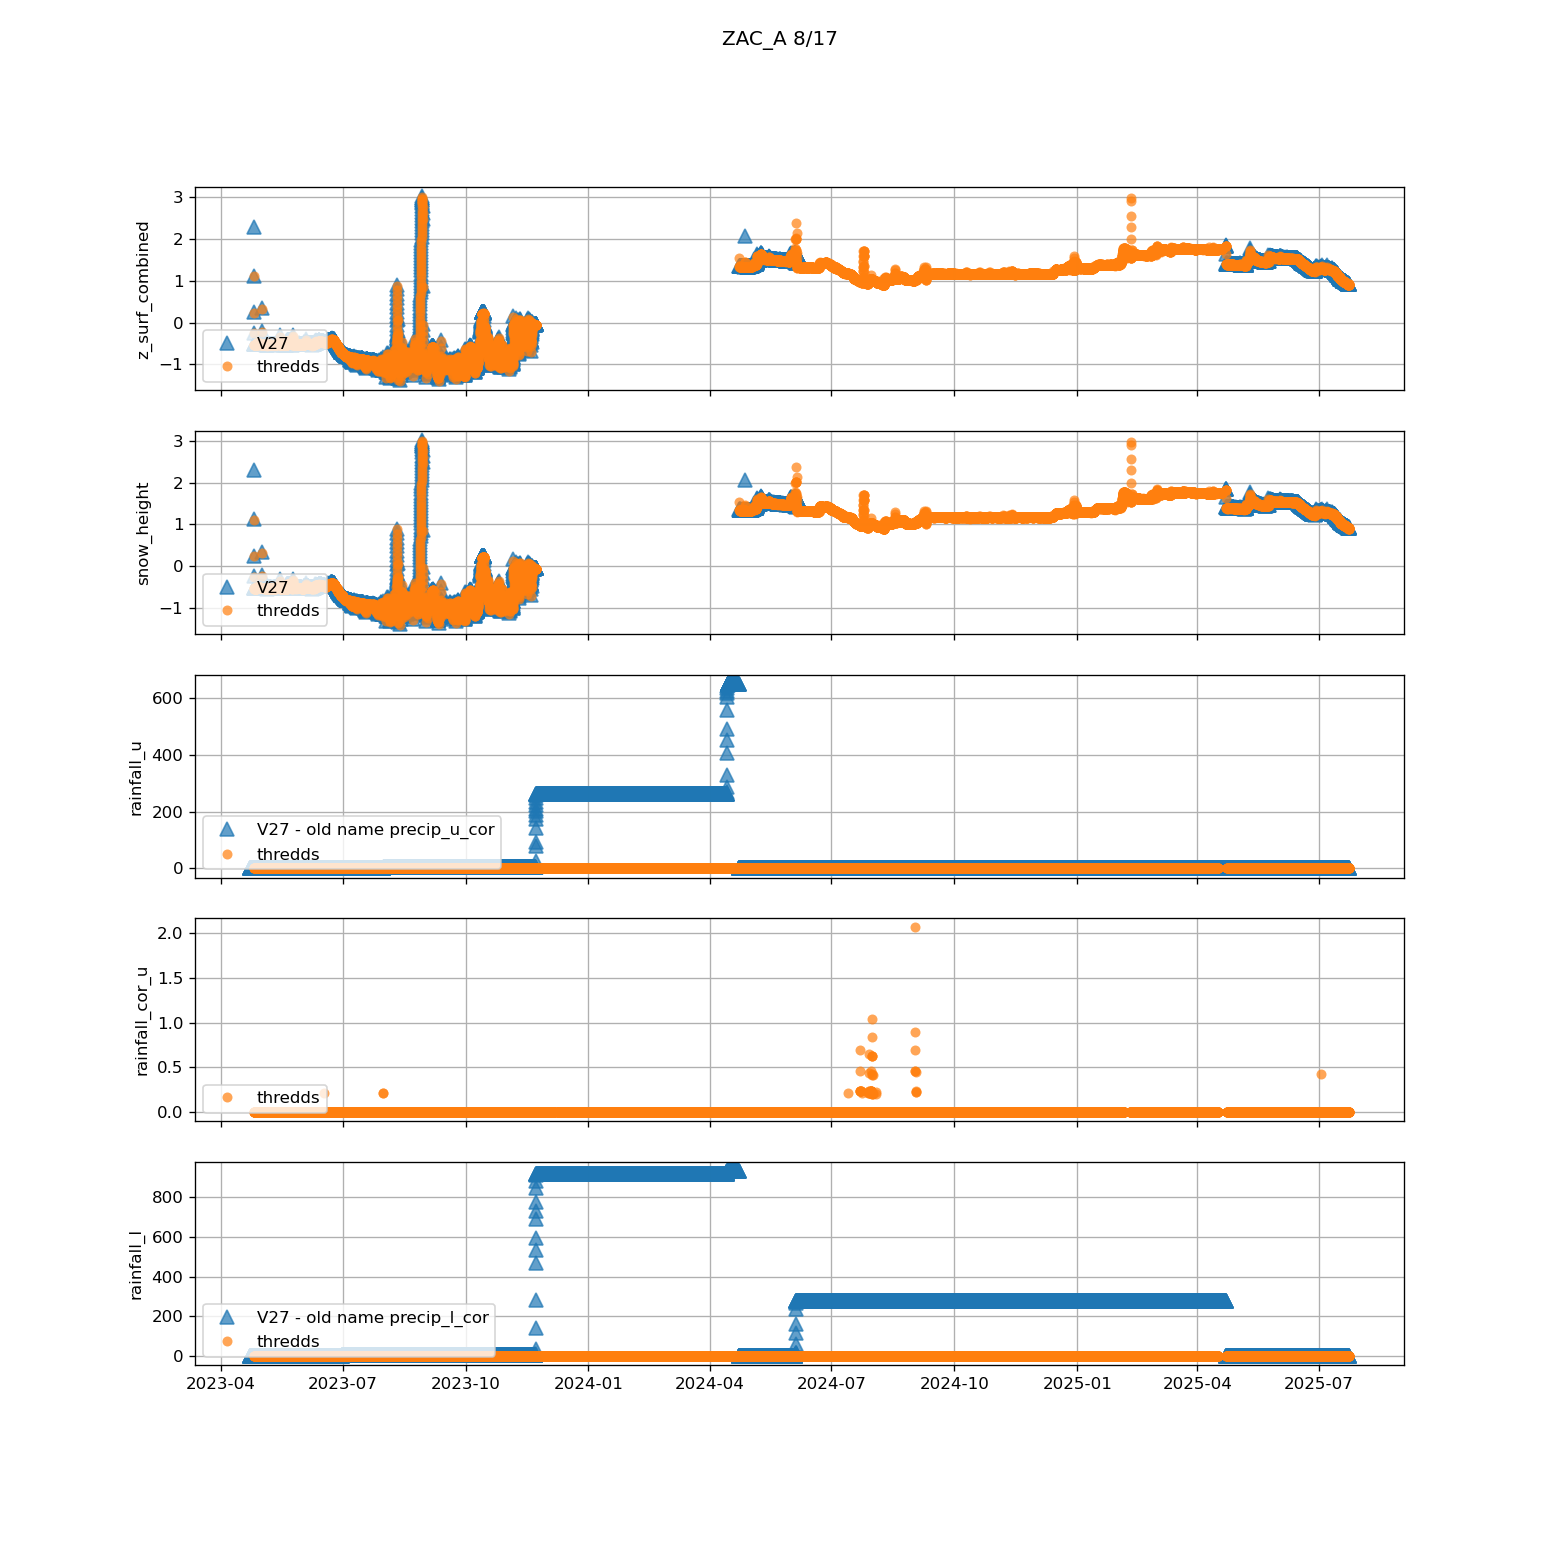 ZAC_A 8/17
3
2
1
0
−1
z_surf_combined
V27
thredds
3
2
1
0
−1
snow_height
V27
thredds
600
400
200
0
rainfall_u
V27 - old name precip_u_cor
thredds
2.0
1.5
1.0
0.5
0.0
rainfall_cor_u
thredds
800
600
400
200
0
rainfall_l
V27 - old name precip_l_cor
thredds
2023-04 2023-07 2023-10 2024-01 2024-04 2024-07 2024-10 2025-01 2025-04 2025-07